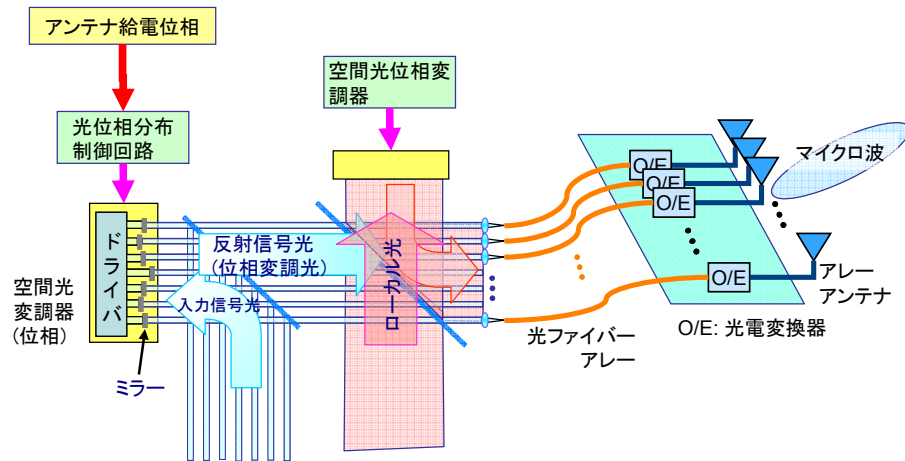 アンテナ給電位相
空間光位相変
調器
光位相分布
制御回路
マイクロ波
O/E
O/E
O/E
ドライバ
反射信号光
(位相変調光)
ローカル光
空間光
変調器
(位相)
入力信号光
O/E
アレー
アンテナ
光ファイバー
アレー
O/E: 光電変換器
ミラー